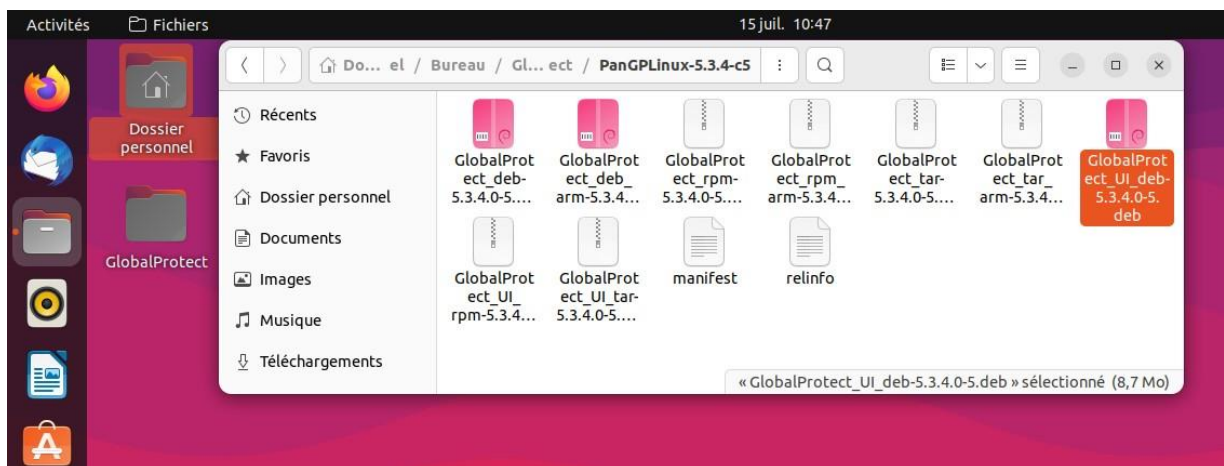 Activités
Fichiers
15 juil. 10:47
Do... el / Bureau / Gl... ect / PanGPLinux-5.3.4-c5
Dossier
personnel
GlobalProtect
Récents
Favoris
Dossier personnel
Documents
Images
Musique
Téléchargements
GlobalProt
ect_deb-
5.3.4.0-5....
GlobalProt
ect_deb_
arm-5.3.4...
GlobalProt
ect_rpm-
5.3.4.0-5....
GlobalProt
ect_rpm_
arm-5.3.4...
GlobalProt
ect_tar-
5.3.4.0-5....
GlobalProt
ect_tar_
arm-5.3.4...
GlobalProt
ect_UI_deb-
5.3.4.0-5.
deb
GlobalProt
ect_UI_
rpm-5.3.4...
GlobalProt
ect_UI_tar-
5.3.4.0-5....
manifest
relinfo
« GlobalProtect_UI_deb-5.3.4.0-5.deb » sélectionné (8,7 Mo)